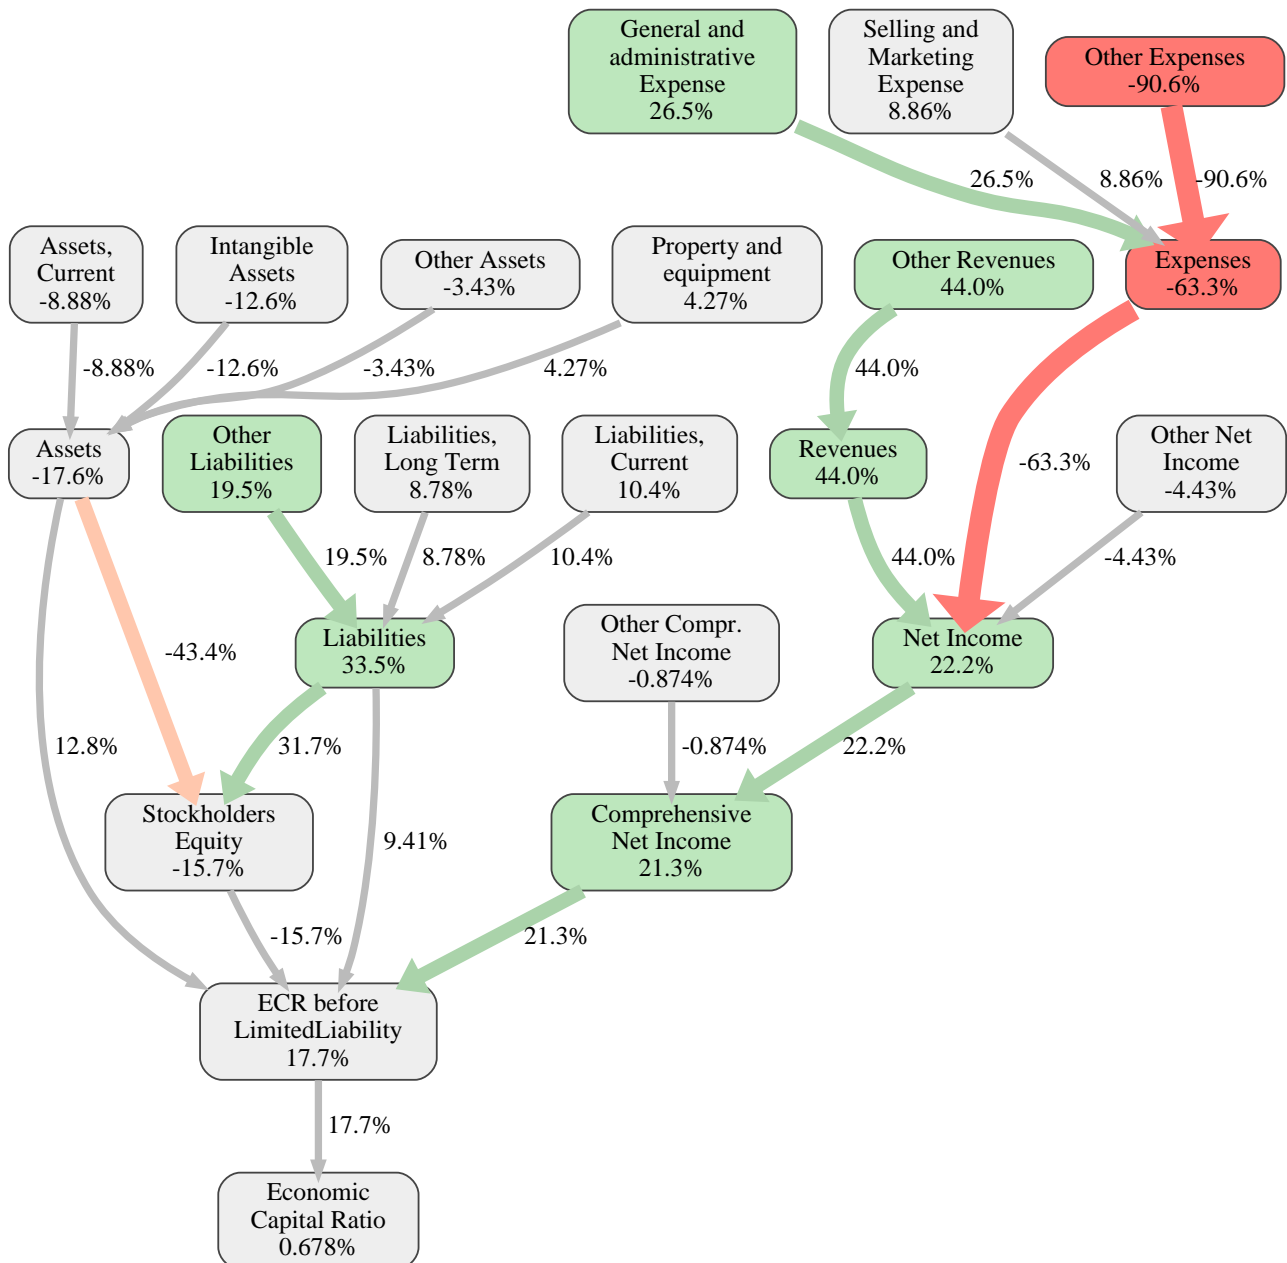 General and
administrative
Expense
26.5%
Selling and
Marketing
Expense
8.86%
Other Expenses
-90.6%
26.5%
8.86%
-90.6%
Assets,
Current
-8.88%
Intangible
Assets
-12.6%
Other Assets
-3.43%
Property and
equipment
4.27%
Other Revenues
44.0%
Expenses
-63.3%
-8.88%
-12.6%
-3.43%
4.27%
44.0%
-63.3%
Assets
-17.6%
Other
Liabilities
19.5%
Liabilities,
Long Term
8.78%
Liabilities,
Current
10.4%
Revenues
44.0%
Other Net
Income
-4.43%
19.5%
8.78%
10.4%
44.0%
-4.43%
-43.4%
Liabilities
33.5%
Other Compr.
Net Income
-0.874%
Net Income
22.2%
12.8%
31.7%
-0.874%
22.2%
Stockholders
Equity
-15.7%
9.41%
Comprehensive
Net Income
21.3%
-15.7%
21.3%
ECR before
LimitedLiability
17.7%
17.7%
Economic
Capital Ratio
0.678%